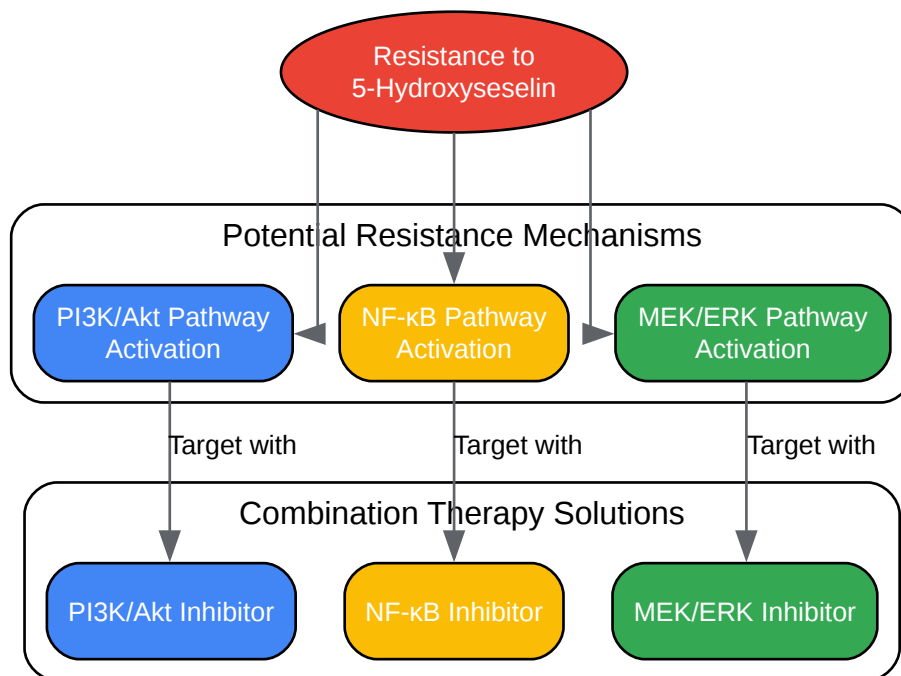 Resistance to
5-Hydroxyseselin
Potential Resistance Mechanisms
PI3K/Akt Pathway
Activation
NF-κB Pathway
Activation
MEK/ERK Pathway
Activation
Target with
Target with
Target with
Combination Therapy Solutions
PI3K/Akt Inhibitor
NF-κB Inhibitor
MEK/ERK Inhibitor